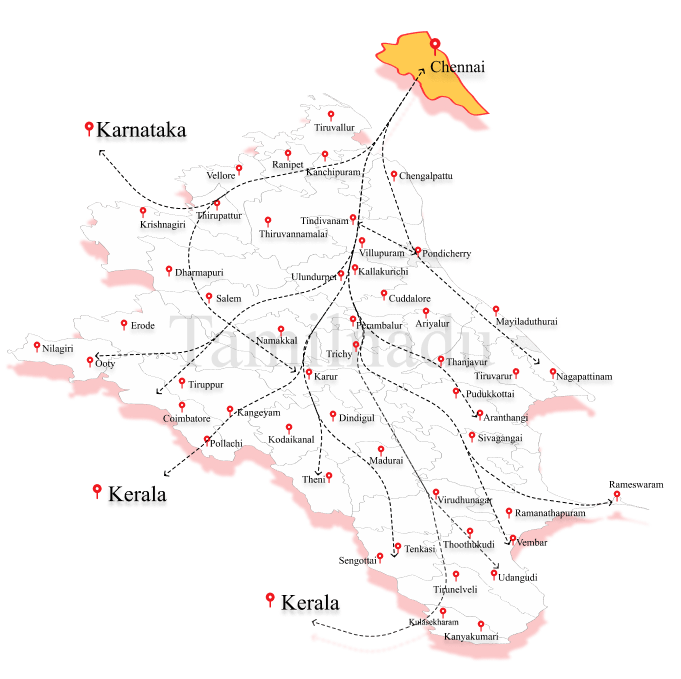 Chennai
Karnataka
Tiruvallur
Ranipet
Kanchipuram
Vellore
Chengalpattu
Thirupattur
Krishnagiri
Thiruvannamalai
Tindivanam
Villupuram
Pondicherry
Dharmapuri
Ulundurpet
Kallakurichi
Salem
Cuddalore
Erode
Perambalur
Ariyalur
Mayiladuthurai
Tamilnadu
Namakkal
Nilagiri
Ooty
Trichy
Thanjavur
Karur
Tiruvarur
Nagapattinam
Tiruppur
Pudukkottai
Coimbatore
Kangeyam
Dindigul
Aranthangi
Pollachi
Kodaikanal
Sivagangai
Madurai
Theni
Kerala
Virudhunagar
Rameswaram
Ramanathapuram
Sengottai
Tenkasi
Thoothukudi
Vembar
Udangudi
Tirunelveli
Kerala
Kulasekharam
Kanyakumari